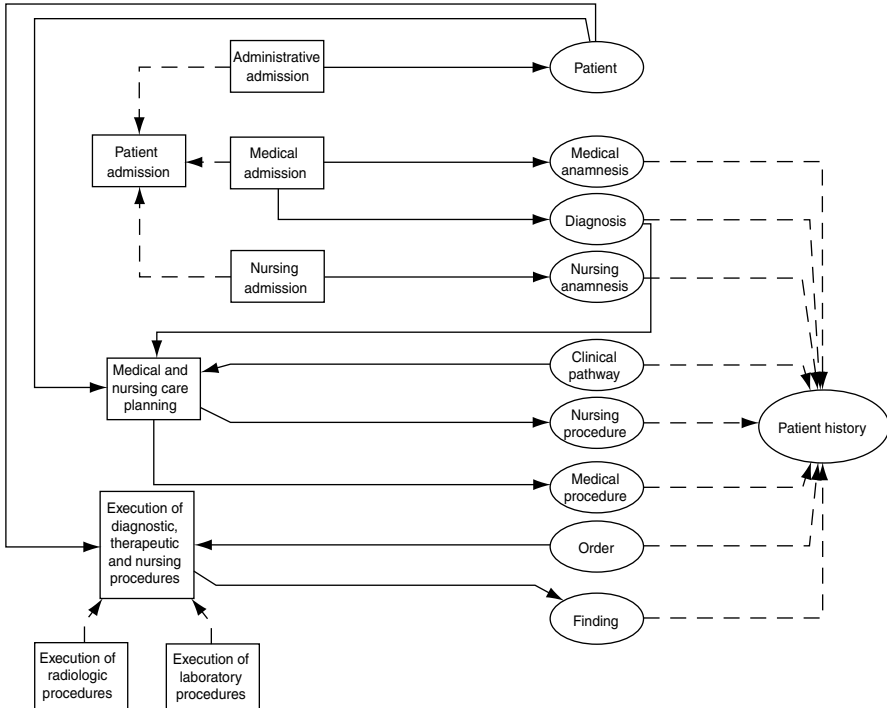 Administrative
admission
Patient
Patient
admission
Medical
admission
Medical
anamnesis
Diagnosis
Nursing
admission
Nursing
anamnesis
Medical and
nursing care
planning
Clinical
pathway
Nursing
procedure
Patient history
Medical
procedure
Execution of
diagnostic,
therapeutic
and nursing
procedures
Order
Finding
Execution of
radiologic
procedures
Execution of
laboratory
procedures